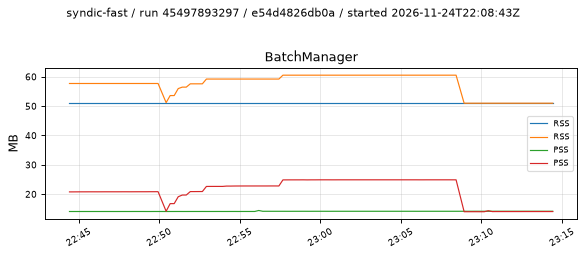 syndic-fast / run 45497893297 / e54d4826db0a / started 2026-11-24T22:08:43Z
BatchManager
60
50
40
30
20
MB
RSS
RSS
PSS
PSS
22:45
22:50
22:55
23:00
23:05
23:10
23:15